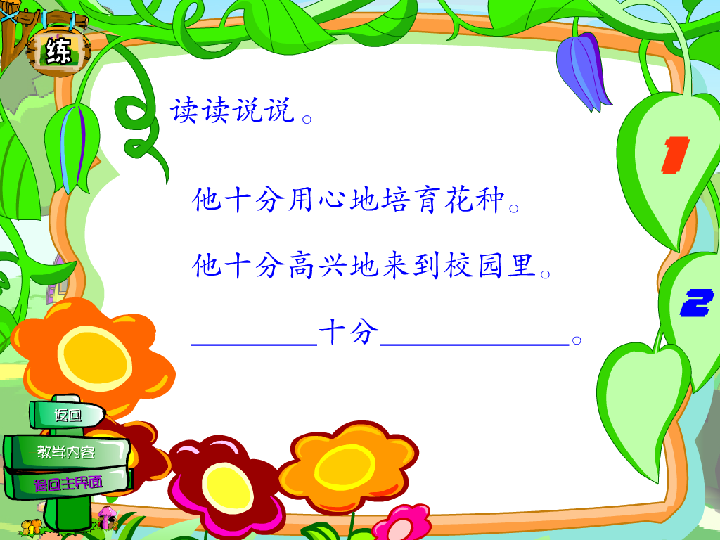 练
读读说说。
他十分用心地培育花种。
他十分高兴地来到校园里。
________十分____________。
1
2
返回
教学内容
退回主界面